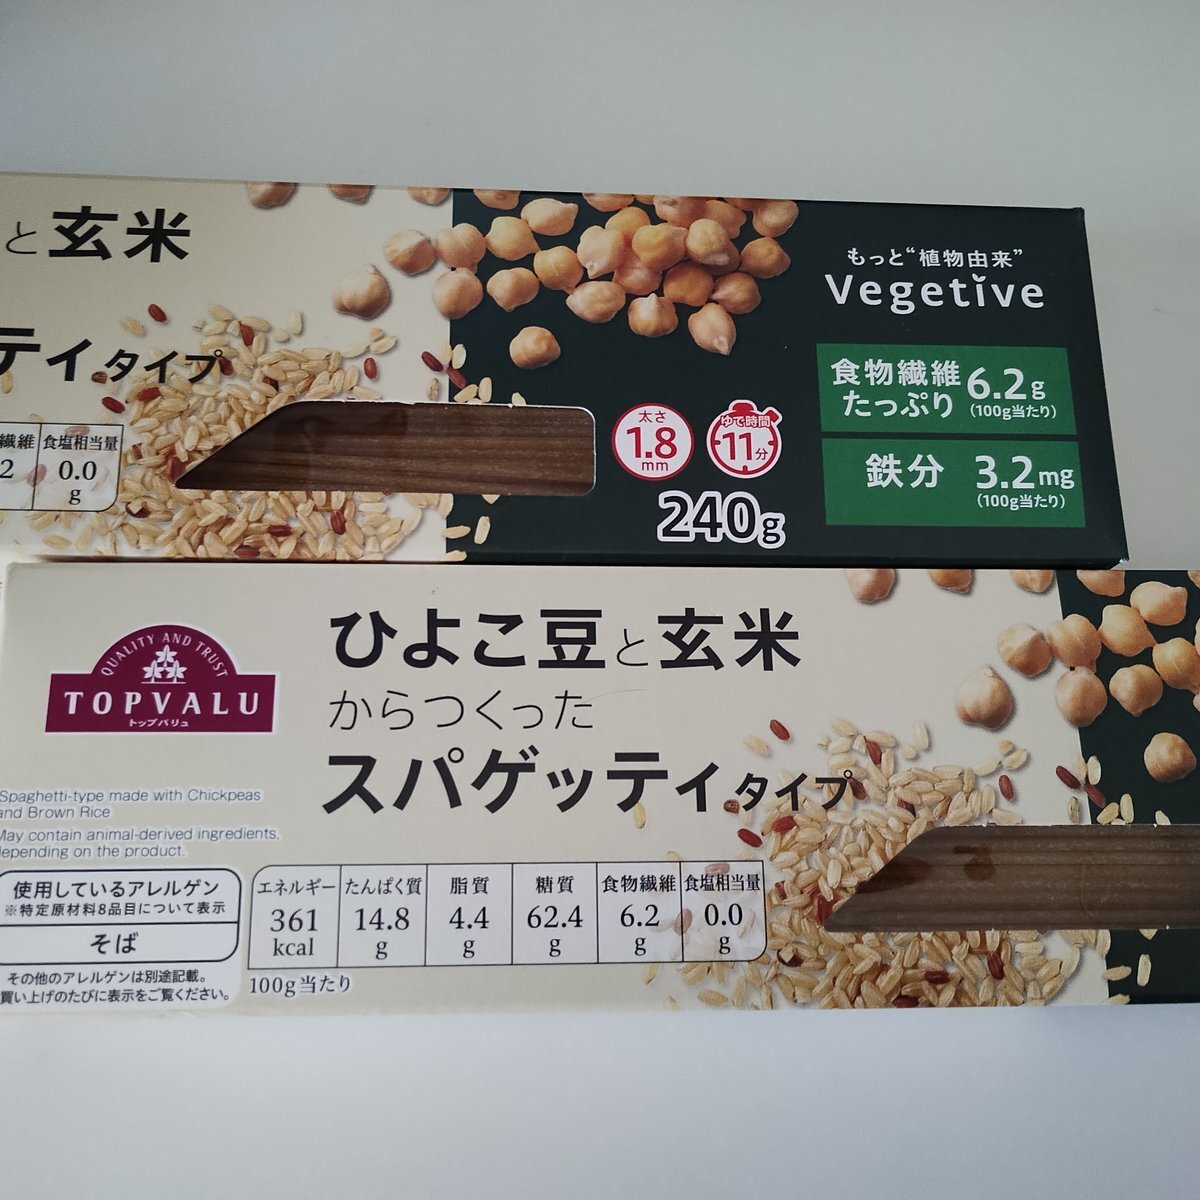 と玄米
ティタイプ
繊維 食塩相当量
2 0.0
g
もっと“植物由来”
Vegetive
食物繊維
たっぷり
6.2g
(100g当たり)
鉄分 3.2mg
(100g当たり)
太さ
1.8
mm
ゆで時間
11分
240g
QUALITY AND TRUST
TOPVALU
トップバリュ
ひよこ豆と玄米
からつくった
スパゲッティタイプ
Spaghetti-type made with Chickpeas
and Brown Rice
May contain animal-derived ingredients,
depending on the product.
使用しているアレルゲン
※特定原材料8品目について表示
そば
その他のアレルゲンは別途記載。
買い上げのたびに表示をご覧ください。
エネルギー たんぱく質 脂質 糖質 食物繊維 食塩相当量
361 14.8 4.4 62.4 6.2 0.0
kcal g g g g g
100g当たり